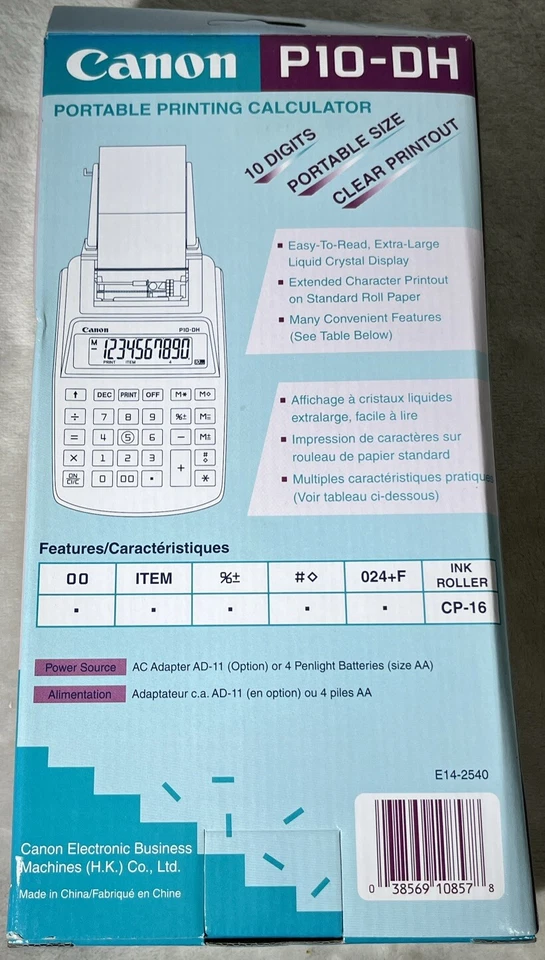 Canon P10-DH
PORTABLE PRINTING CALCULATOR
10 DIGITS
PORTABLE SIZE
CLEAR PRINTOUT
Easy-To-Read, Extra-Large
Liquid Crystal Display
Extended Character Printout
on Standard Roll Paper
Many Convenient Features
(See Table Below)
Canon P10-DH
M
- 1234567890.
PRINT ITEM +
↑ DEC PRINT OFF M✱ M◇
÷ 7 8 9 %± M=
= 4 5 6 − M±
× 1 2 3 + #◇
ON C/CE 0 00 • ✱
Affichage à cristaux liquides
extralarge, facile à lire
Impression de caractères sur
rouleau de papier standard
Multiples caractéristiques pratiques
(Voir tableau ci-dessous)
Features/Caractéristiques
00 ITEM %± #◇ 024+F INK
ROLLER
▪ ▪ ▪ ▪ ▪ CP-16
Power Source AC Adapter AD-11 (Option) or 4 Penlight Batteries (size AA)
Alimentation Adaptateur c.a. AD-11 (en option) ou 4 piles AA
E14-2540
Canon Electronic Business
Machines (H.K.) Co., Ltd.
Made in China/Fabriqué en Chine
0 38569 10857 8